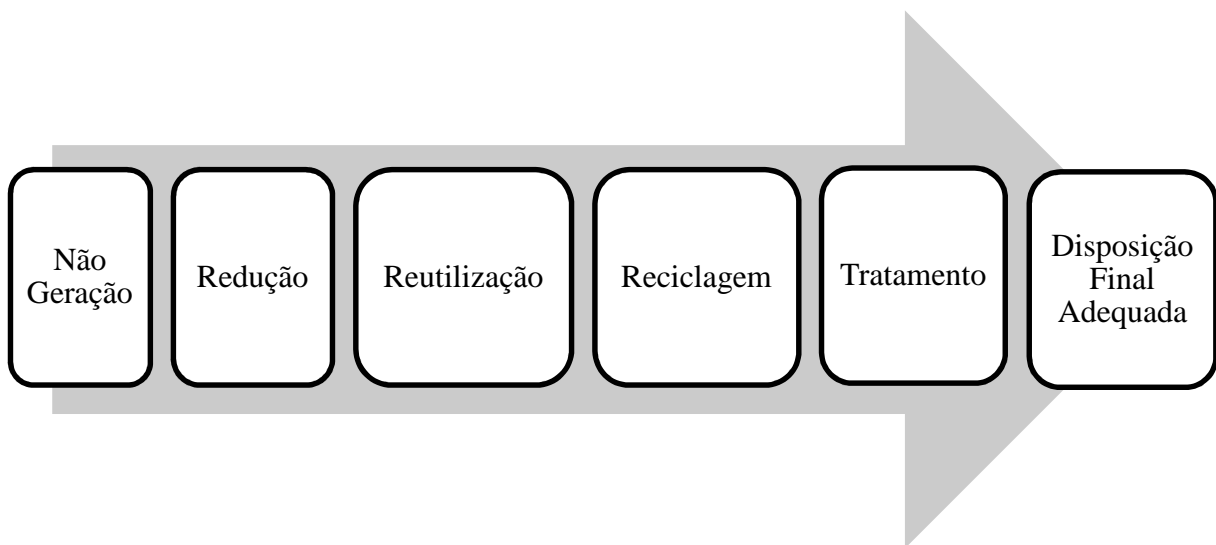 Não
Geração
Redução
Reutilização
Reciclagem
Tratamento
Disposição
Final
Adequada